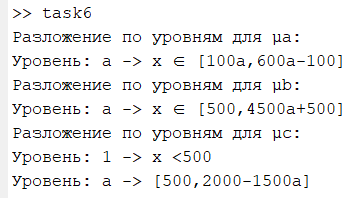 >> task6
Разложение по уровням для μa:
Уровень: a -> x ∈ [100a,600a-100]
Разложение по уровням для μb:
Уровень: a -> x ∈ [500,4500a+500]
Разложение по уровням для μc:
Уровень: 1 -> x <500
Уровень: a -> [500,2000-1500a]